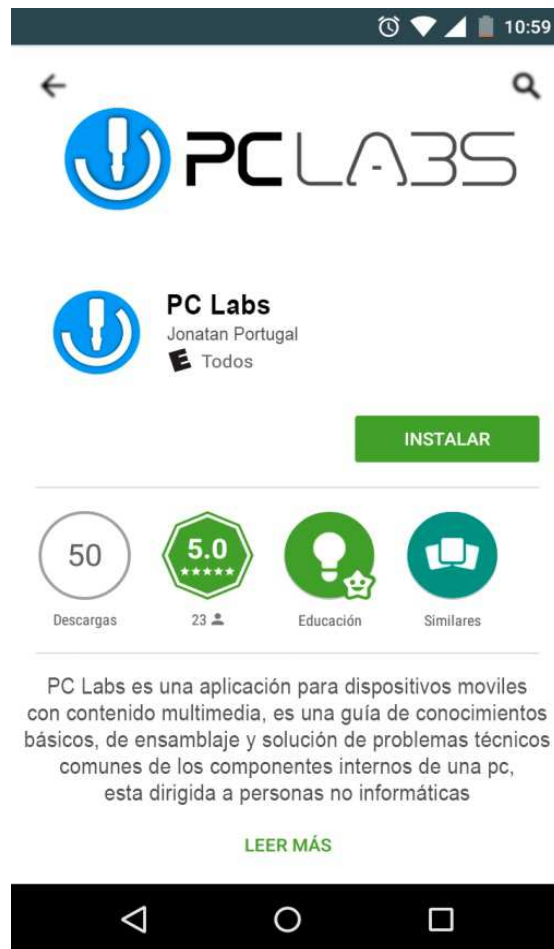 10:59
PC LABS
PC Labs
Jonatan Portugal
E Todos
INSTALAR
50
5.0
Descargas
23
Educación
Similares
PC Labs es una aplicación para dispositivos moviles
con contenido multimedia, es una guía de conocimientos
básicos, de ensamblaje y solución de problemas técnicos
comunes de los componentes internos de una pc,
esta dirigida a personas no informáticas
LEER MÁS